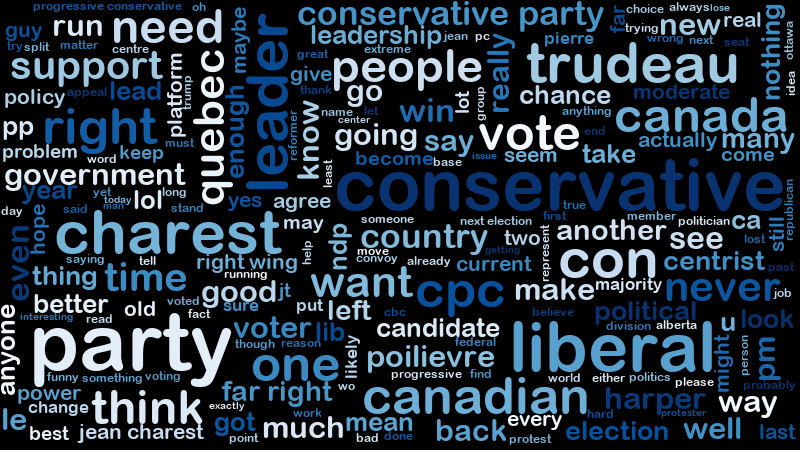 progressive conservative
oh
guy
run
need
maybe
leader
conservative party
far
choice
always
lose
leadership
jean
pc
new
real
trying
nothing
ottawa
idea
try
split
matter
centre
great
extreme
pierre
wrong
next
seat
support
quebec
platform
trump
give
people
really
trudeau
thank
go
policy
appeal
lead
enough
reformer
know
name
let
win
lot
group
chance
moderate
anything
canada
pp
right
center
going
say
vote
end
actually
many
problem
word
keep
must
become
base
issue
seem
take
come
government
least
conservative
year
yet
today
long
lol
yes
agree
true
republican
day
said
man
stand
may
someone
next election
first
member
politician
ca
still
lost
hope
charest
ndp
country
two
represent
another
see
even
saying
tell
right wing
help
move
convoy
already
getting
current
con
centrist
past
thing
time
running
want
cpc
make
majority
never
job
better
old
voted
good
jt
sure
fact
put
left
cbc
believe
political
look
anyone
interesting
read
party
voter
lib
likely
candidate
federal
liberal
division
alberta
u
might
person
pm
though
reason
one
poilievre
progressive
find
world
either
politics
please
probably
funny
something
voting
power
far right
wo
canadian
harper
way
change
think
exactly
work
hard
protester
le
best
jean charest
got
point
much
mean
bad
done
back
every
protest
election
well
last